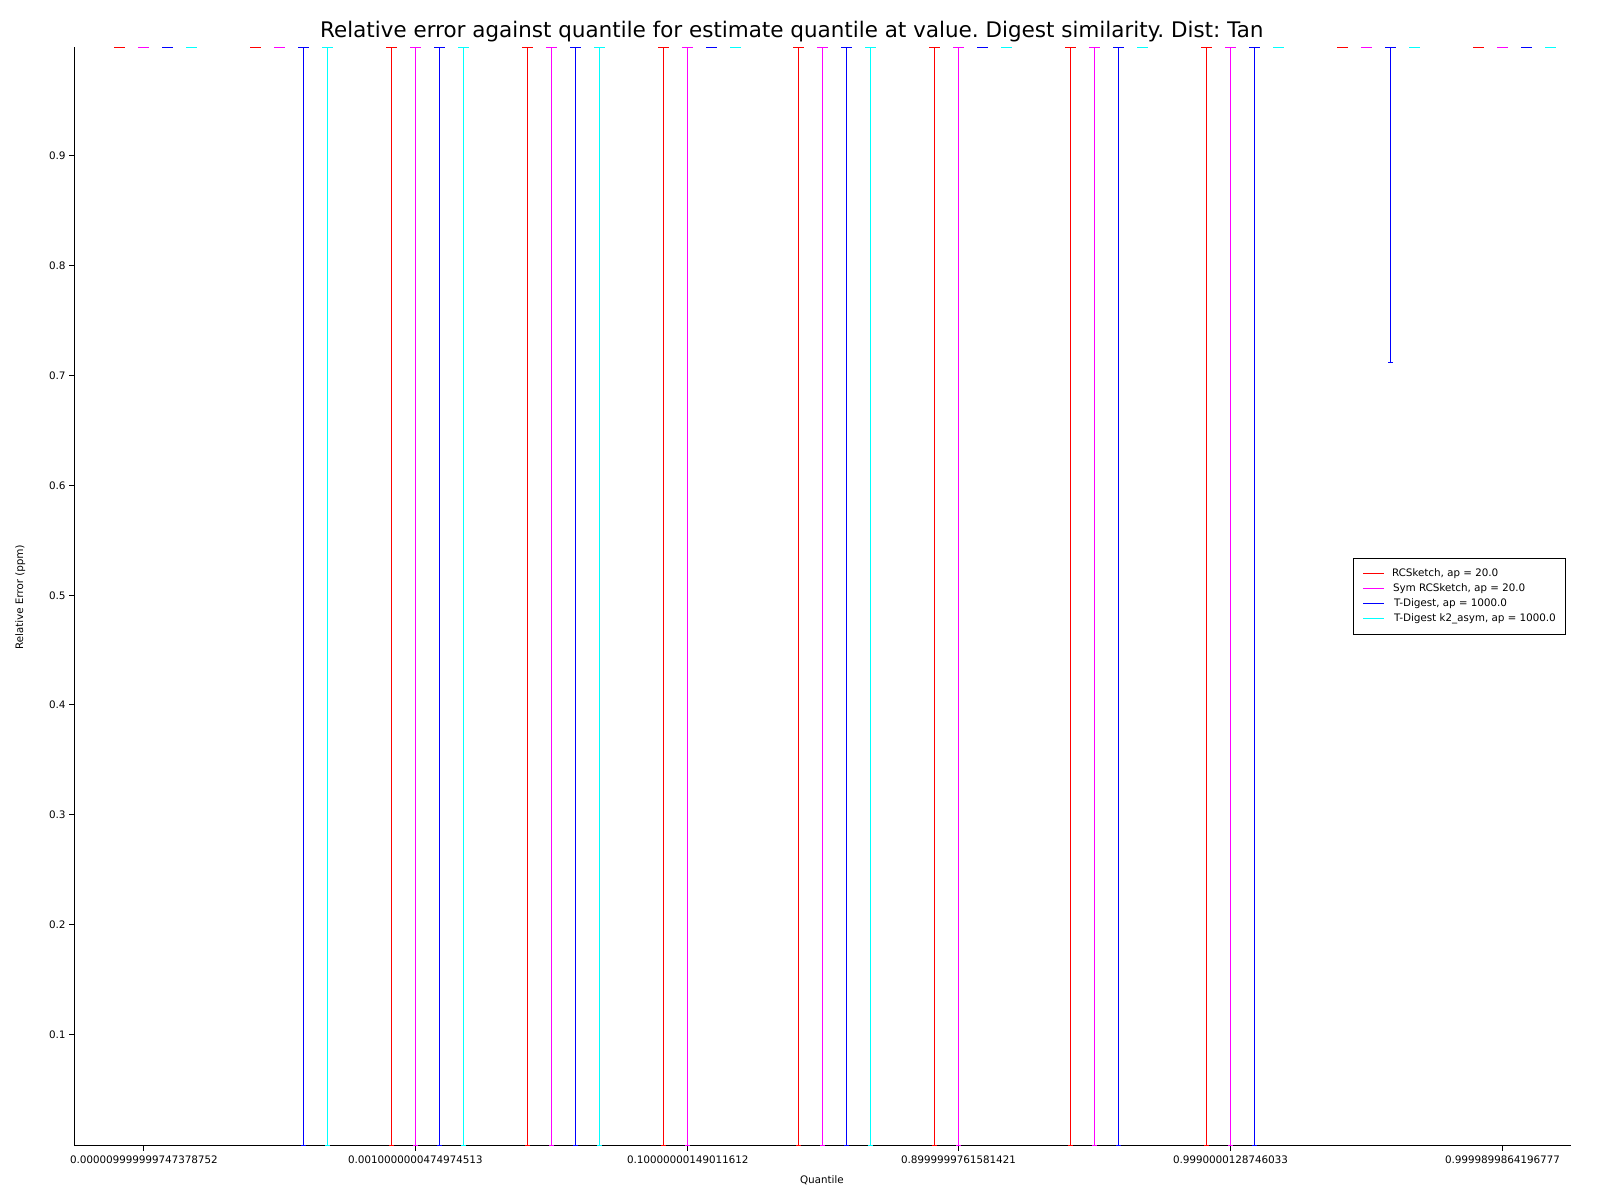 Relative error against quantile for estimate quantile at value. Digest similarity. Dist: Tan
0.9
0.8
0.7
0.6
0.5
0.4
0.3
0.2
0.1
Relative Error (ppm)
RCSketch, ap = 20.0
Sym RCSketch, ap = 20.0
T-Digest, ap = 1000.0
T-Digest k2_asym, ap = 1000.0
0.000009999999747378752 0.0010000000474974513 0.10000000149011612 0.8999999761581421 0.9990000128746033 0.9999899864196777
Quantile